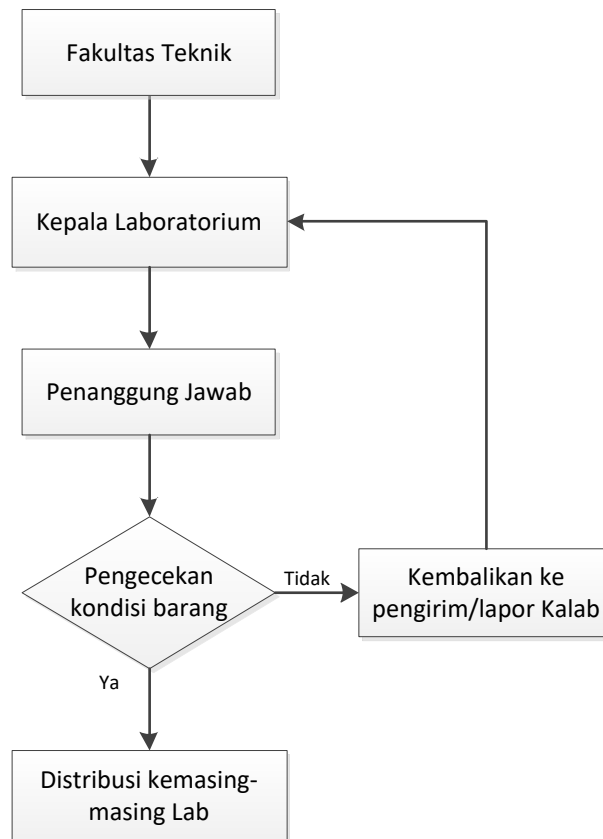 Fakultas Teknik
Kepala Laboratorium
Penanggung Jawab
Pengecekan
kondisi barang
Tidak
Kembalikan ke
pengirim/lapor Kalab
Ya
Distribusi kemasing-
masing Lab